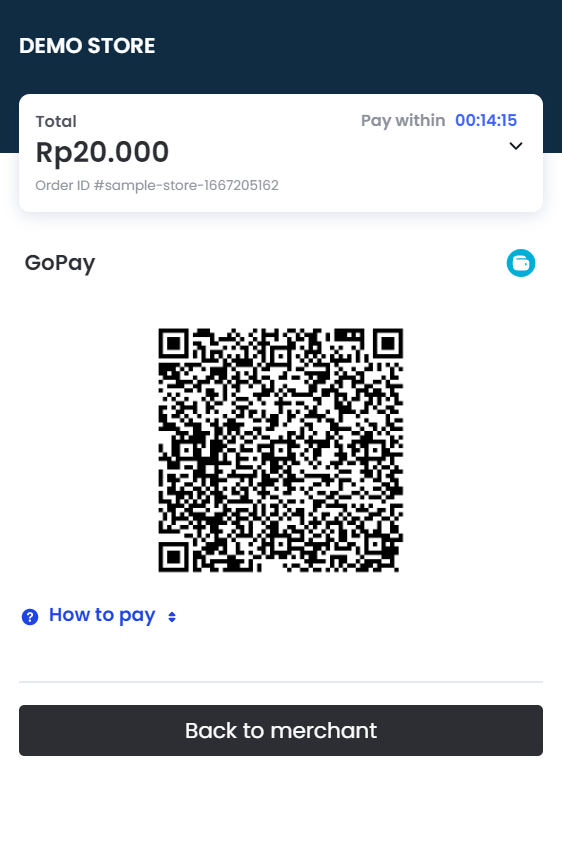 DEMO STORE
Total
Pay within 00:14:15
Rp20.000
Order ID #sample-store-1667205162
GoPay
? How to pay
Back to merchant